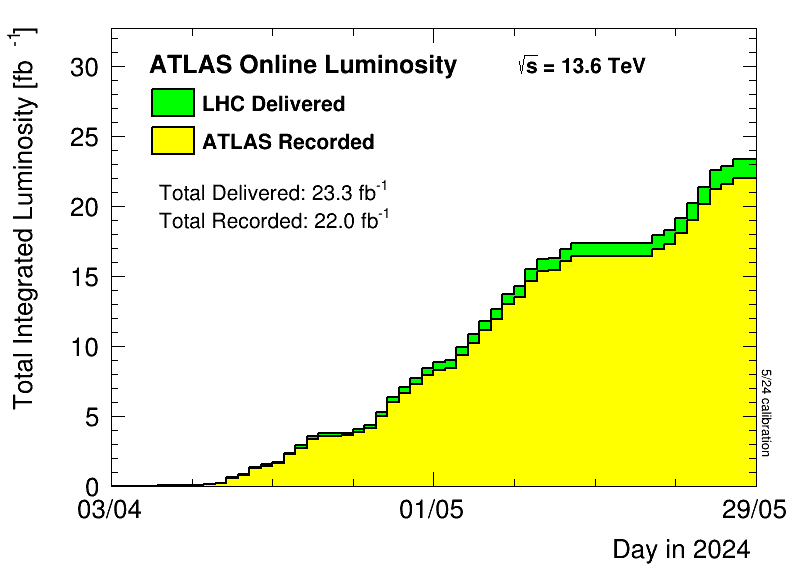 Total Integrated Luminosity [fb⁻¹]
ATLAS Online Luminosity √s = 13.6 TeV
LHC Delivered
ATLAS Recorded
Total Delivered: 23.3 fb⁻¹
Total Recorded: 22.0 fb⁻¹
30
25
20
15
10
5
0
03/04 01/05 29/05
Day in 2024
5/24 calibration